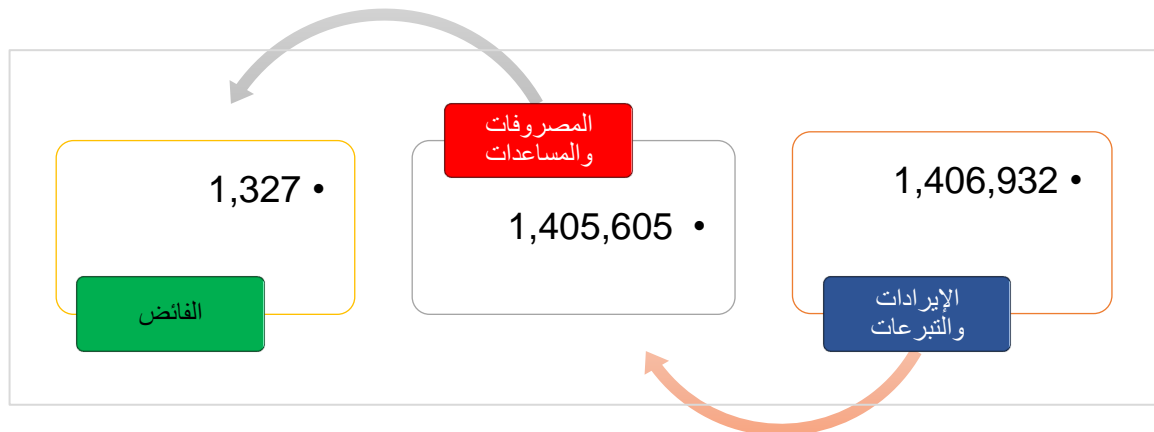 • 1,406,932
الإيرادات
والتبرعات
المصروفات
والمساعدات
• 1,405,605
• 1,327
الفائض